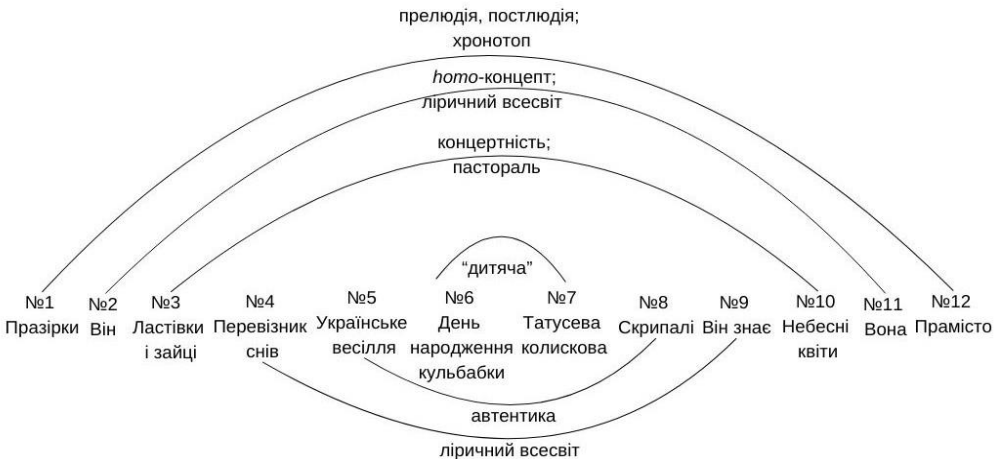 прелюдія, постлюдія;
хронотоп
homo-концепт;
ліричний всесвіт
концертність;
пастораль
“дитяча”
№1
Празірки
№2
Він
№3
Ластівки
і зайці
№4
Перевізник
снів
№5
Українське
весілля
№6
День
народження
кульбабки
№7
Татусева
колискова
№8
Скрипалі
№9
Він знає
№10
Небесні
квіти
№11
Вона
№12
Прамісто
автентика
ліричний всесвіт